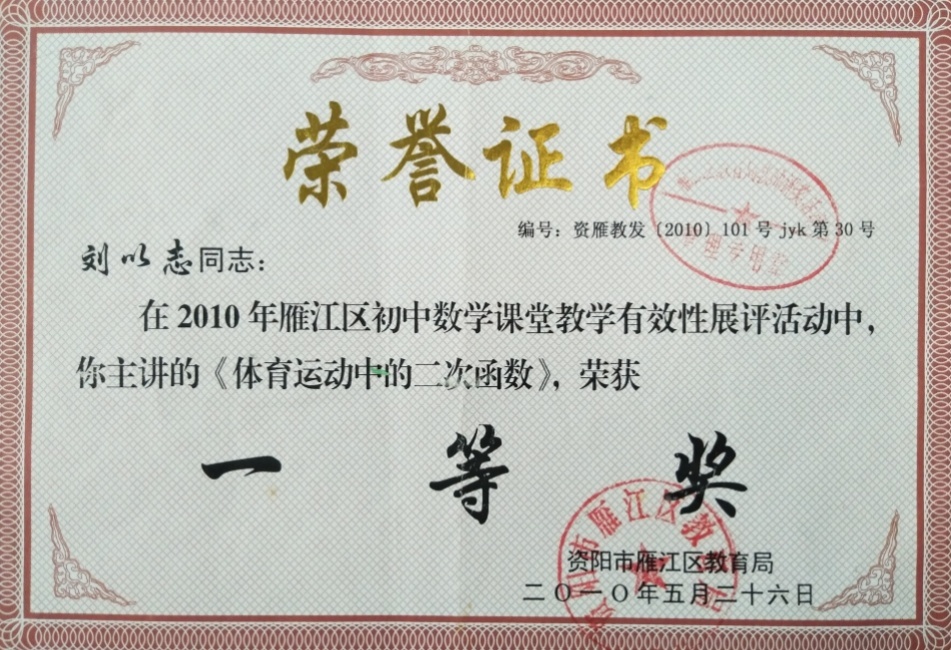 荣誉证书
编号：资雁教发〔2010〕101号jyk第30号
刘以志同志：
在2010年雁江区初中数学课堂教学有效性展评活动中，
你主讲的《体育运动中的二次函数》，荣获
一等奖
资阳市雁江区教育局
二〇一〇年五月二十六日